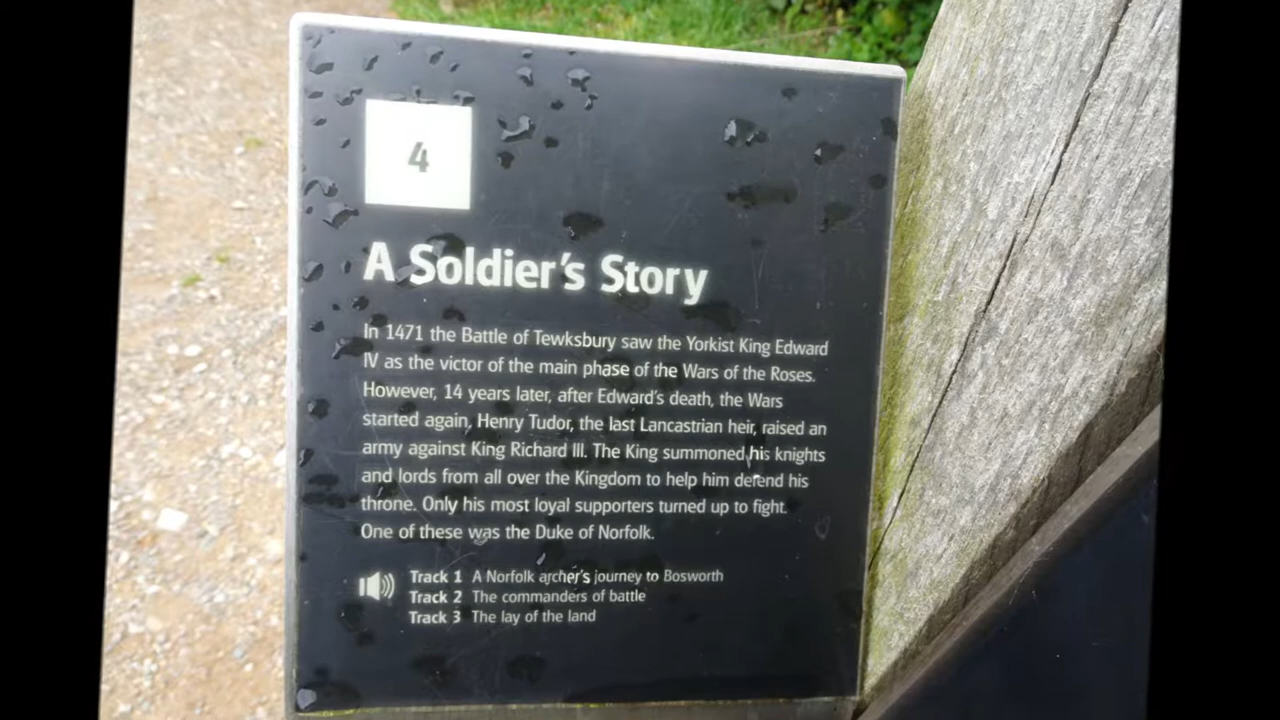 4
A Soldier's Story
In 1471 the Battle of Tewksbury saw the Yorkist King Edward
IV as the victor of the main phase of the Wars of the Roses.
However, 14 years later, after Edward's death, the Wars
started again. Henry Tudor, the last Lancastrian heir, raised an
army against King Richard III. The King summoned his knights
and lords from all over the Kingdom to help him defend his
throne. Only his most loyal supporters turned up to fight.
One of these was the Duke of Norfolk.
Track 1 A Norfolk archer's journey to Bosworth
Track 2 The commanders of battle
Track 3 The lay of the land